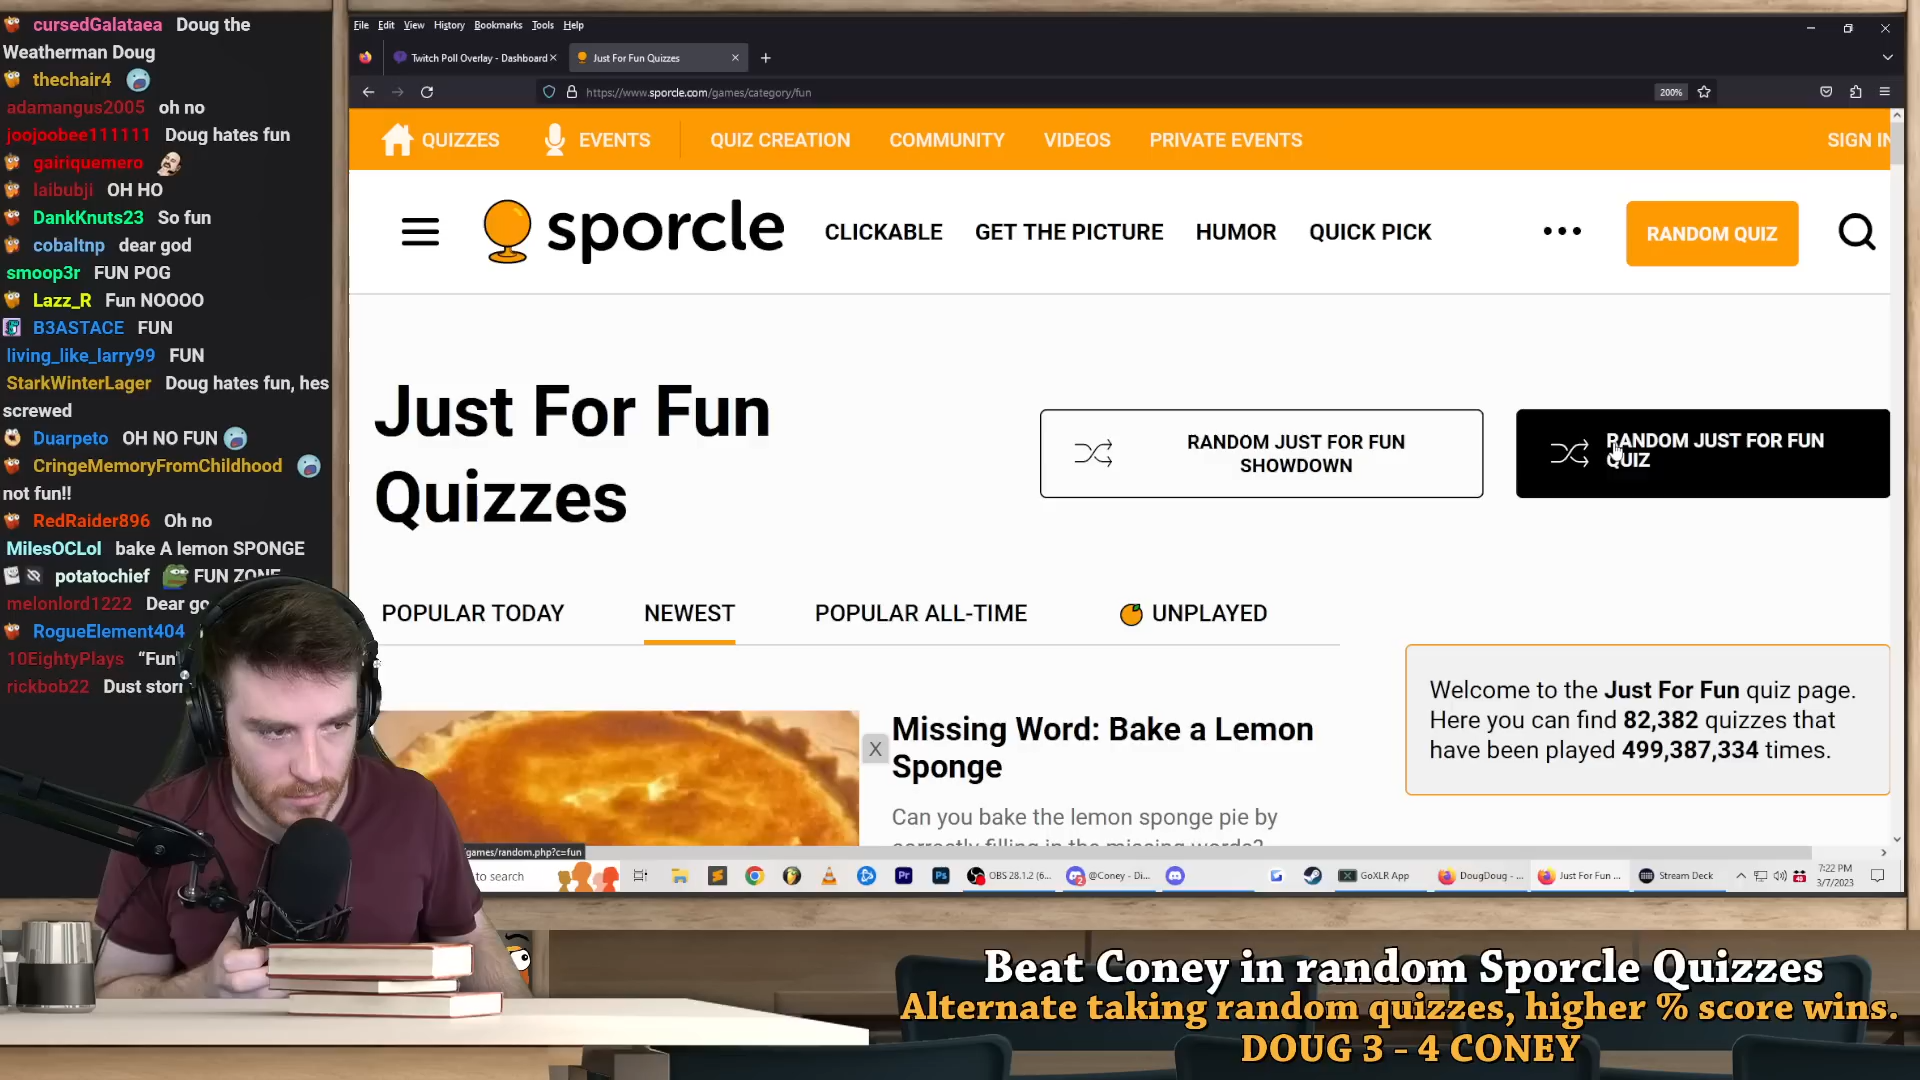 cursedGalataea Doug the
Weatherman Doug
thechair4
adamangus2005 oh no
joojoobee111111 Doug hates fun
gairiquemero
laibubji OH HO
DankKnuts23 So fun
cobaltnp dear god
smoop3r FUN POG
Lazz_R Fun NOOOO
B3ASTACE FUN
living_like_larry99 FUN
StarkWinterLager Doug hates fun, hes
screwed
Duarpeto OH NO FUN
CringeMemoryFromChildhood
not fun!!
RedRaider896 Oh no
MilesOCLol bake A lemon SPONGE
potatochief FUN ZONE
melonlord1222 Dear go
RogueElement404
10EightyPlays “Fun
rickbob22 Dust stor
File Edit View History Bookmarks Tools Help
Twitch Poll Overlay - Dashboard
Just For Fun Quizzes
https://www.sporcle.com/games/category/fun
200%
QUIZZES EVENTS QUIZ CREATION COMMUNITY VIDEOS PRIVATE EVENTS SIGN IN
sporcle CLICKABLE GET THE PICTURE HUMOR QUICK PICK RANDOM QUIZ
Just For Fun
Quizzes
RANDOM JUST FOR FUN
SHOWDOWN
RANDOM JUST FOR FUN
QUIZ
POPULAR TODAY NEWEST POPULAR ALL-TIME UNPLAYED
X
Missing Word: Bake a Lemon
Sponge
Can you bake the lemon sponge pie by
correctly filling in the missing words?
Welcome to the Just For Fun quiz page.
Here you can find 82,382 quizzes that
have been played 499,387,334 times.
games/random.php?c=fun
to search
Pr Ps OBS 28.1.2 (6... @Coney - Di... GoXLR App DougDoug - ... Just For Fun ... Stream Deck
7:22 PM
3/7/2023
Beat Coney in random Sporcle Quizzes
Alternate taking random quizzes, higher % score wins.
DOUG 3 - 4 CONEY